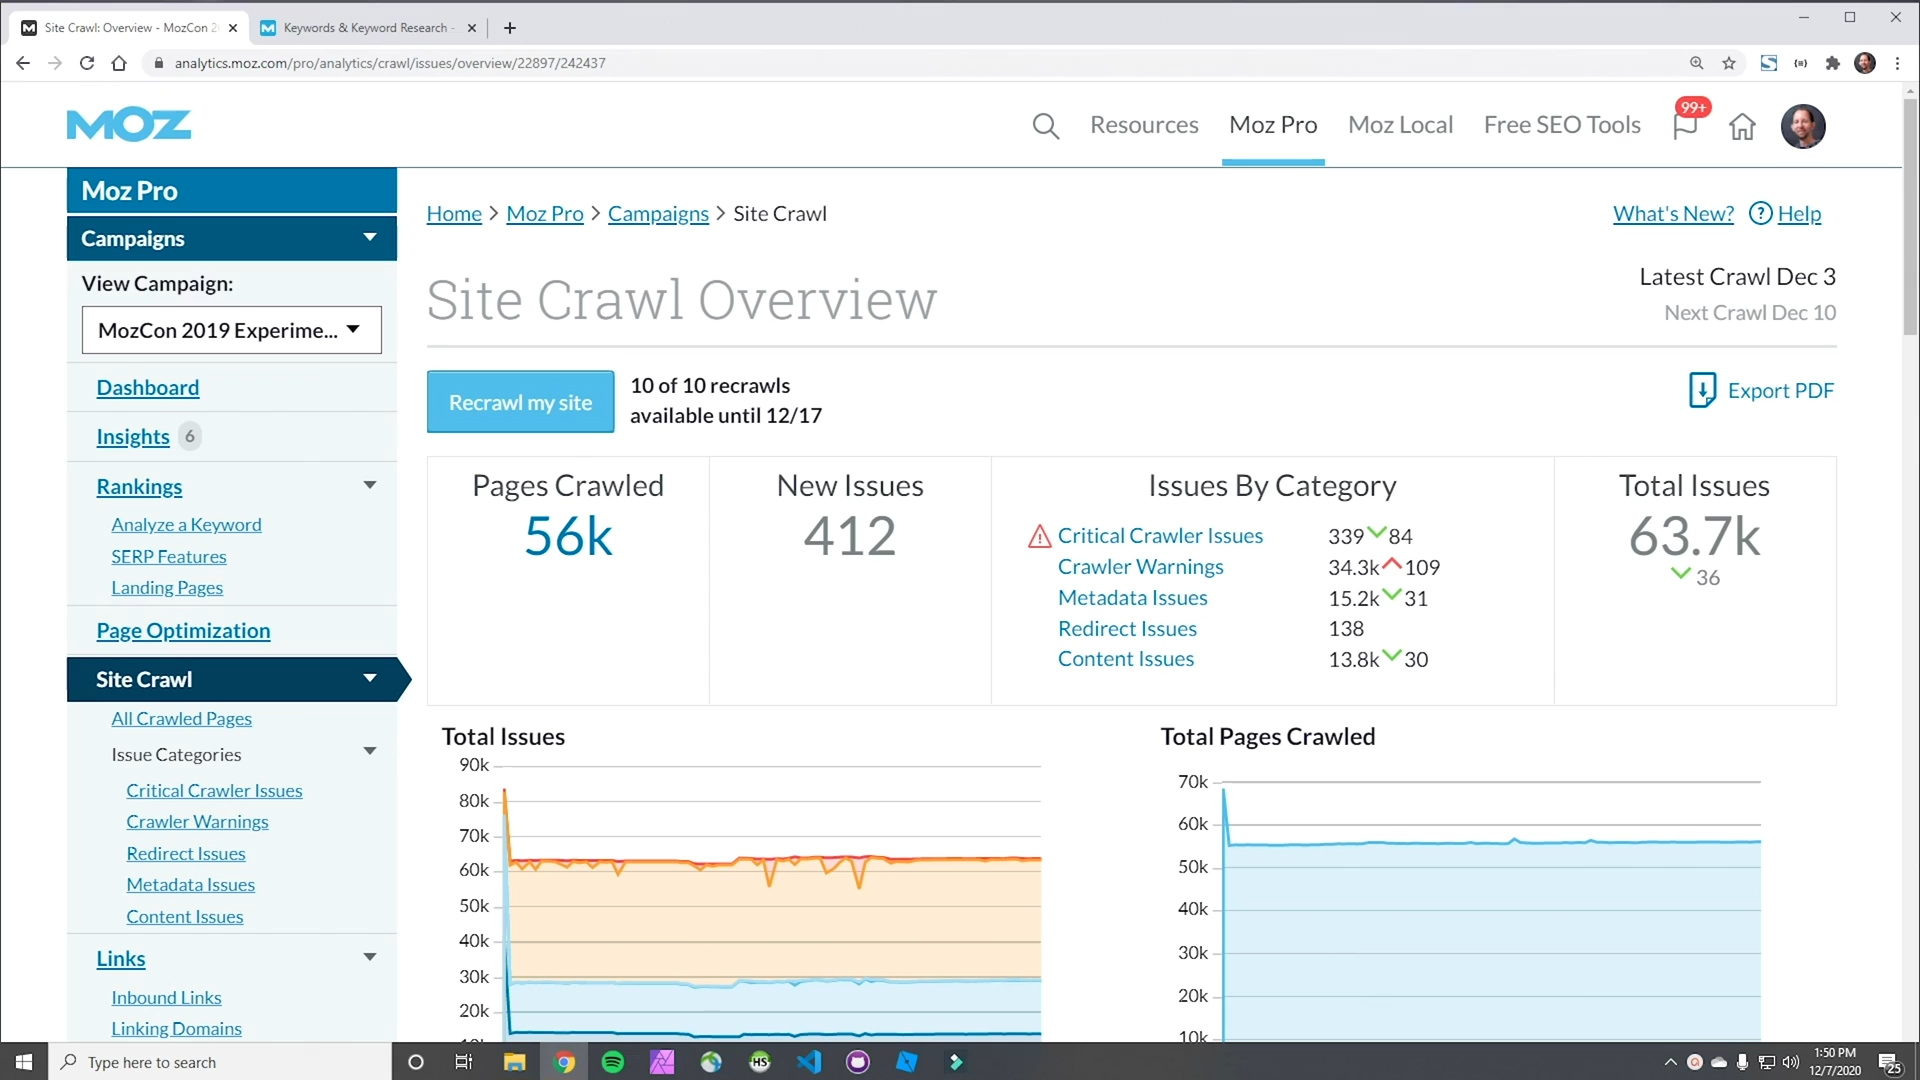 Site Crawl: Overview - MozCon 2
Keywords & Keyword Research -
analytics.moz.com/pro/analytics/crawl/issues/overview/22897/242437
MOZ
Resources
Moz Pro
Moz Local
Free SEO Tools
99+
Moz Pro
Campaigns
View Campaign:
MozCon 2019 Experime...
Dashboard
Insights 6
Rankings
Analyze a Keyword
SERP Features
Landing Pages
Page Optimization
Site Crawl
All Crawled Pages
Issue Categories
Critical Crawler Issues
Crawler Warnings
Redirect Issues
Metadata Issues
Content Issues
Links
Inbound Links
Linking Domains
Home > Moz Pro > Campaigns > Site Crawl
What's New? ? Help
Site Crawl Overview
Latest Crawl Dec 3
Next Crawl Dec 10
Recrawl my site
10 of 10 recrawls
available until 12/17
Export PDF
Pages Crawled
56k
New Issues
412
Issues By Category
Critical Crawler Issues 339 84
Crawler Warnings 34.3k 109
Metadata Issues 15.2k 31
Redirect Issues 138
Content Issues 13.8k 30
Total Issues
63.7k
36
Total Issues
90k
80k
70k
60k
50k
40k
30k
20k
Total Pages Crawled
70k
60k
50k
40k
30k
20k
10k
Type here to search
HS
1:50 PM
12/7/2020
25